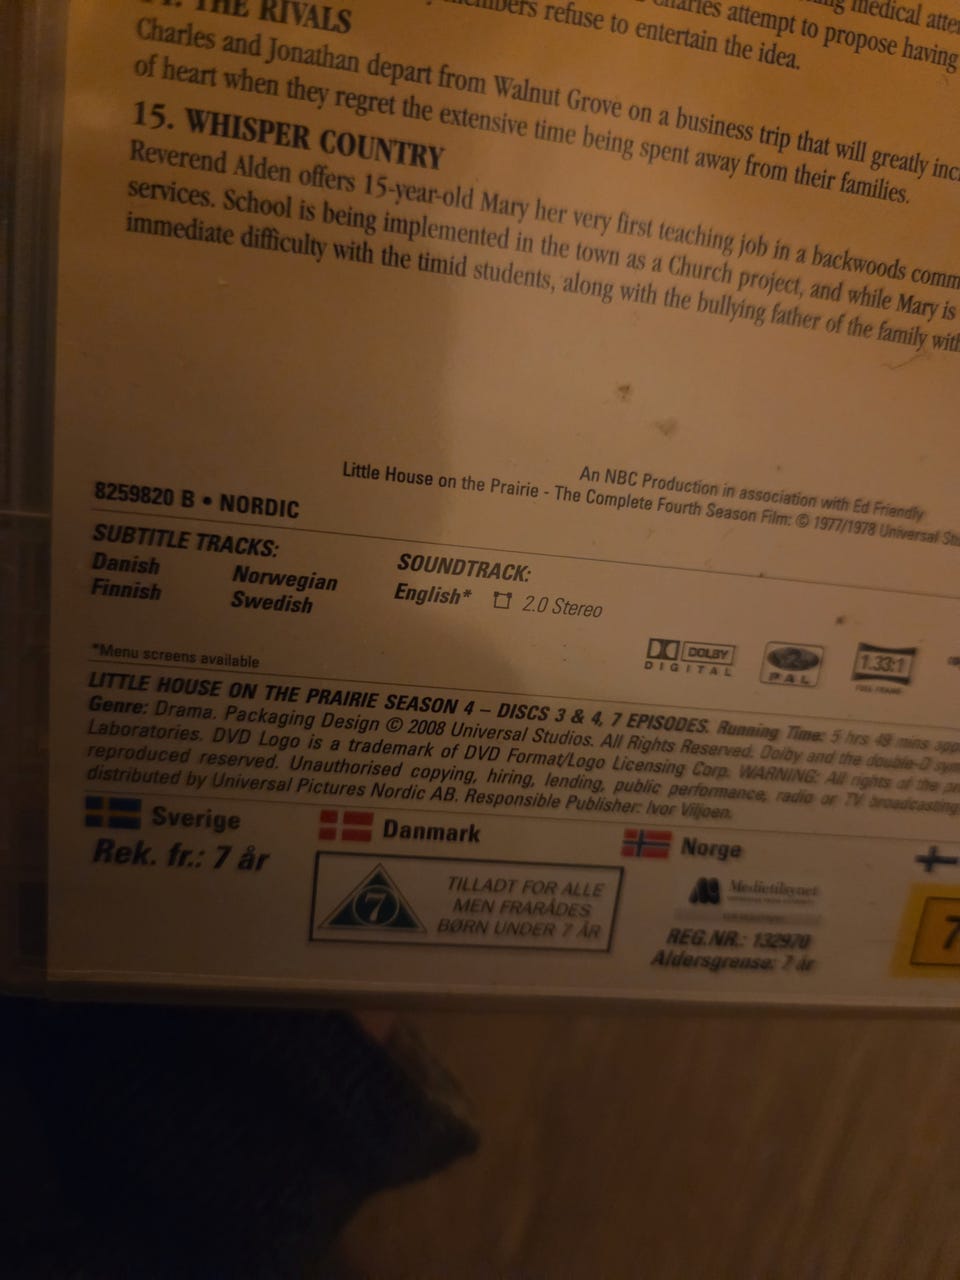 THE RIVALS
members refuse to entertain the idea.
Charles attempt to propose having
medical
Charles and Jonathan depart from Walnut Grove on a business trip that will greatly
of heart when they regret the extensive time being spent away from their families.
15. WHISPER COUNTRY
Reverend Alden offers 15-year-old Mary her very first teaching job in a backwoods
services. School is being implemented in the town as a Church project, and while Mary is
immediate difficulty with the timid students, along with the bullying father of the family
An NBC Production in association with Ed Friendly
Little House on the Prairie - The Complete Fourth Season Film: © 1977/1978 Universal
8259820 B • NORDIC
SUBTITLE TRACKS:
Danish Norwegian
Finnish Swedish
SOUNDTRACK:
English* 2.0 Stereo
*Menu screens available
DOLBY
DIGITAL
2
PAL
1.33:1
FULL FRAME
LITTLE HOUSE ON THE PRAIRIE SEASON 4 – DISCS 3 & 4, 7 EPISODES. Running Time: 5 hrs 49 mins
Genre: Drama. Packaging Design © 2008 Universal Studios. All Rights Reserved. Dolby and the double-D
Laboratories. DVD Logo is a trademark of DVD Format/Logo Licensing Corp. WARNING: All rights of the
reproduced reserved. Unauthorised copying, hiring, lending, public performance, radio or TV broadcasting
distributed by Universal Pictures Nordic AB. Responsible Publisher: Ivor Viljoen.
Sverige
Rek. fr.: 7 år
Danmark
7
TILLADT FOR ALLE
MEN FRARÅDES
BØRN UNDER 7 ÅR
Norge
Medietilsynet
REG.NR.: 132970
Aldersgrense: 7 år
7